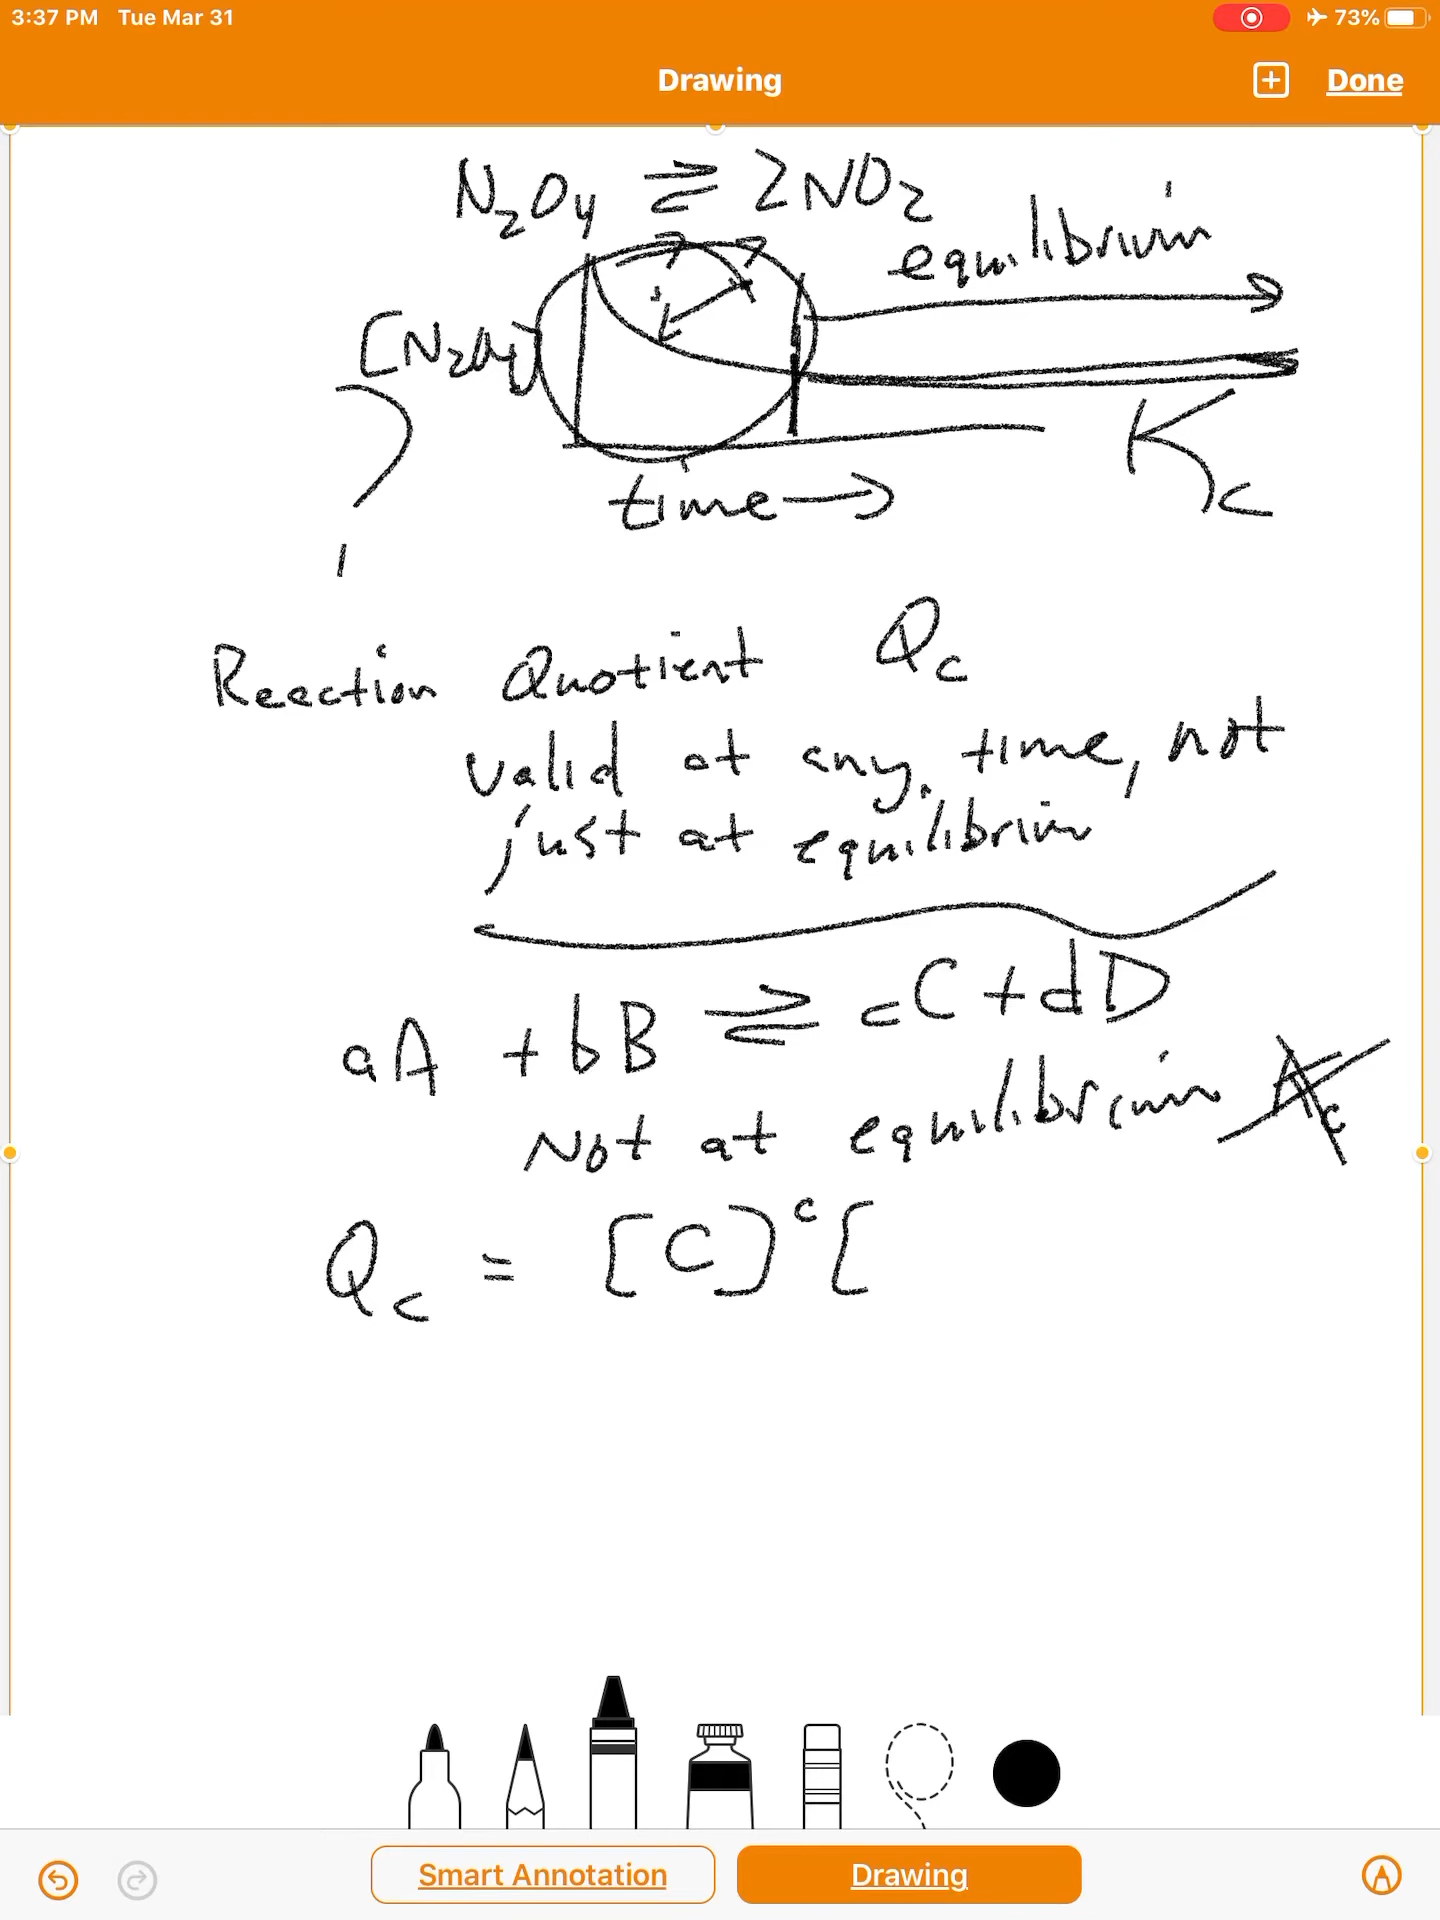 3:37 PM Tue Mar 31 73%
Drawing Done
N₂O₄ ⇌ 2NO₂
equilibrium
[N₂O₄]
time →
Kc
Reaction Quotient Qc
valid at any time, not
just at equilibrium
aA + bB ⇌ cC + dD
Not at equilibrium
Qc = [C]ᶜ [
Smart Annotation Drawing